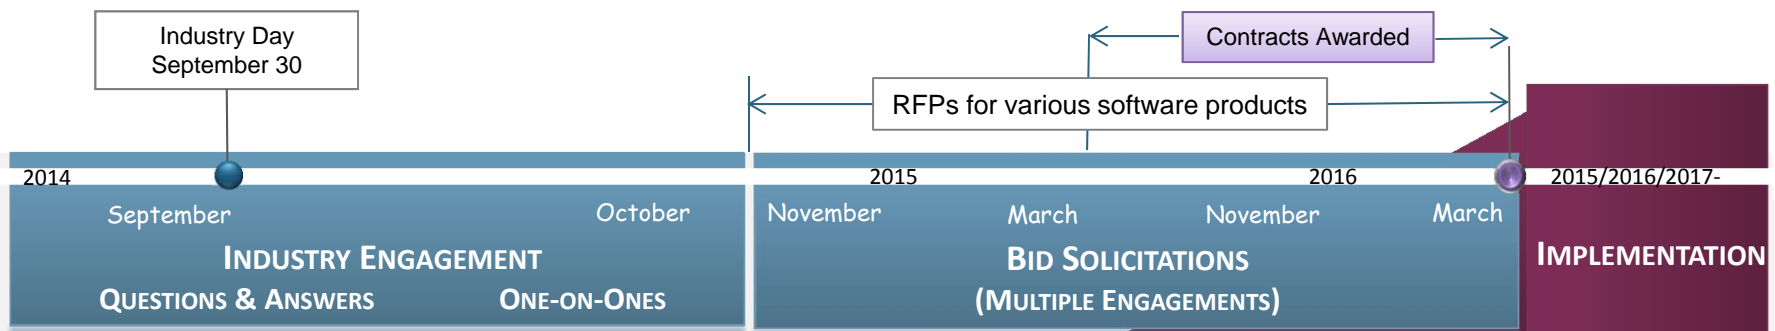 Industry Day
September 30
Contracts Awarded
RFPs for various software products
2014
2015
2016
2015/2016/2017-
September
October
November
March
November
March
INDUSTRY ENGAGEMENT
QUESTIONS & ANSWERS
ONE-ON-ONES
BID SOLICITATIONS
(MULTIPLE ENGAGEMENTS)
IMPLEMENTATION